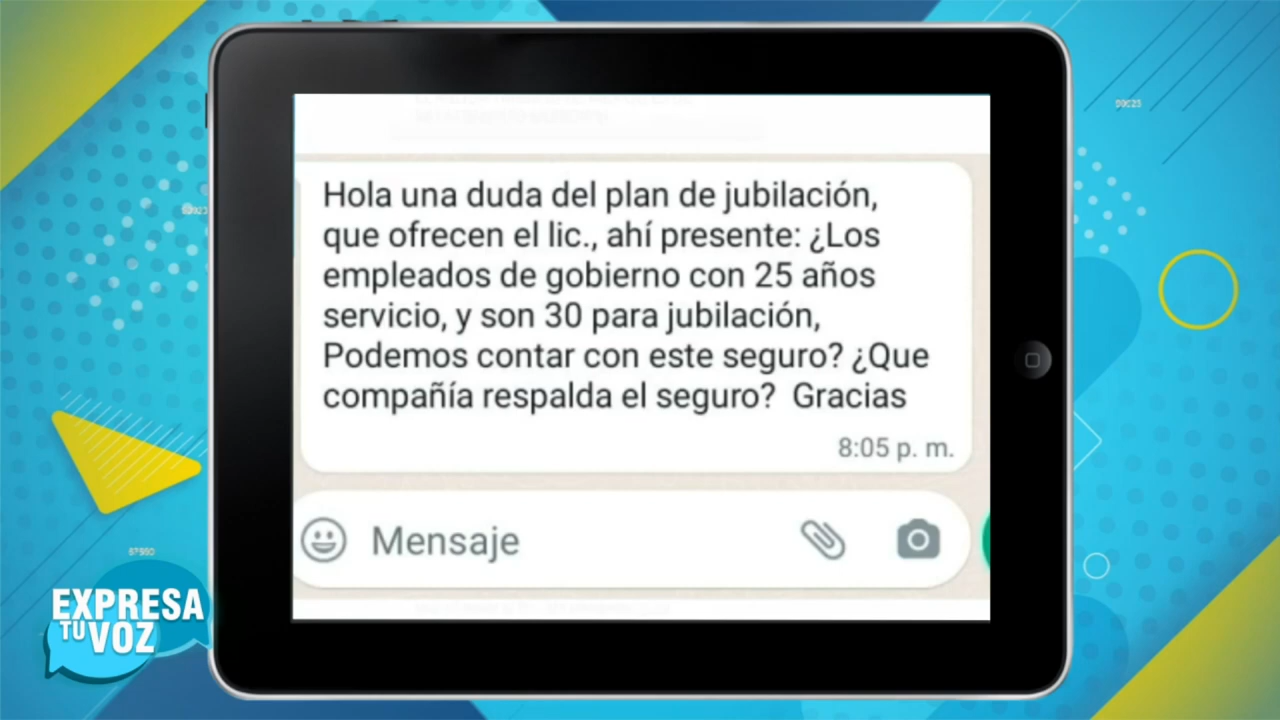 Hola una duda del plan de jubilación,
que ofrecen el lic., ahí presente: ¿Los
empleados de gobierno con 25 años
servicio, y son 30 para jubilación,
Podemos contar con este seguro? ¿Que
compañía respalda el seguro?  Gracias
8:05 p. m.
Mensaje
EXPRESA
TU VOZ